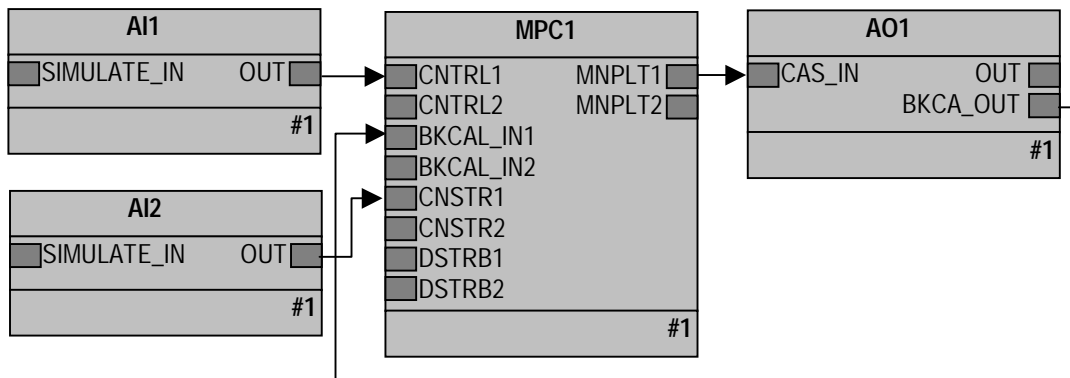 AI1
SIMULATE_IN OUT
#1
AI2
SIMULATE_IN OUT
#1
MPC1
CNTRL1 MNPLT1
CNTRL2 MNPLT2
BKCAL_IN1
BKCAL_IN2
CNSTR1
CNSTR2
DSTRB1
DSTRB2
#1
AO1
CAS_IN OUT
BKCA_OUT
#1